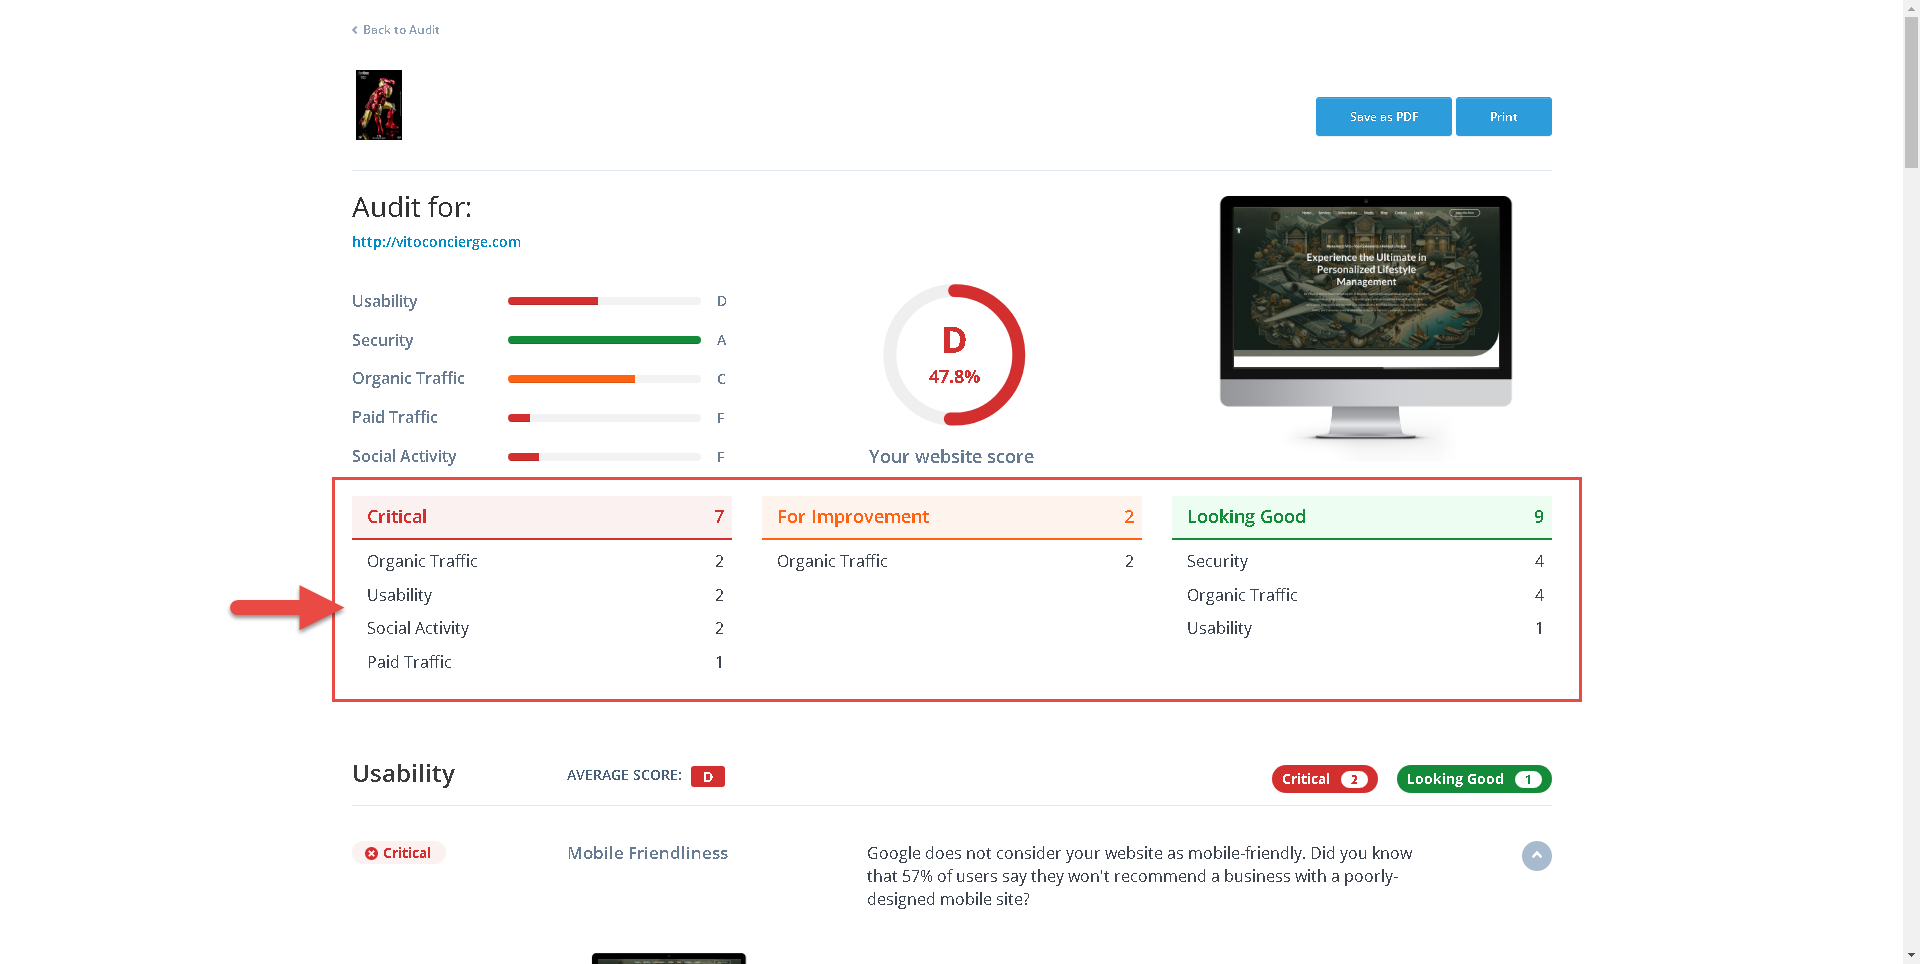 Back to Audit
Save as PDF
Print
Audit for:
http://vitoconcierge.com
Usability D
Security A
Organic Traffic C
Paid Traffic F
Social Activity F
D
47.8%
Your website score
Experience the Ultimate in
Personalized Lifestyle
Management
Critical 7
Organic Traffic 2
Usability 2
Social Activity 2
Paid Traffic 1
For Improvement 2
Organic Traffic 2
Looking Good 9
Security 4
Organic Traffic 4
Usability 1
Usability
AVERAGE SCORE: D
Critical 2
Looking Good 1
Critical
Mobile Friendliness
Google does not consider your website as mobile-friendly. Did you know
that 57% of users say they won't recommend a business with a poorly-
designed mobile site?